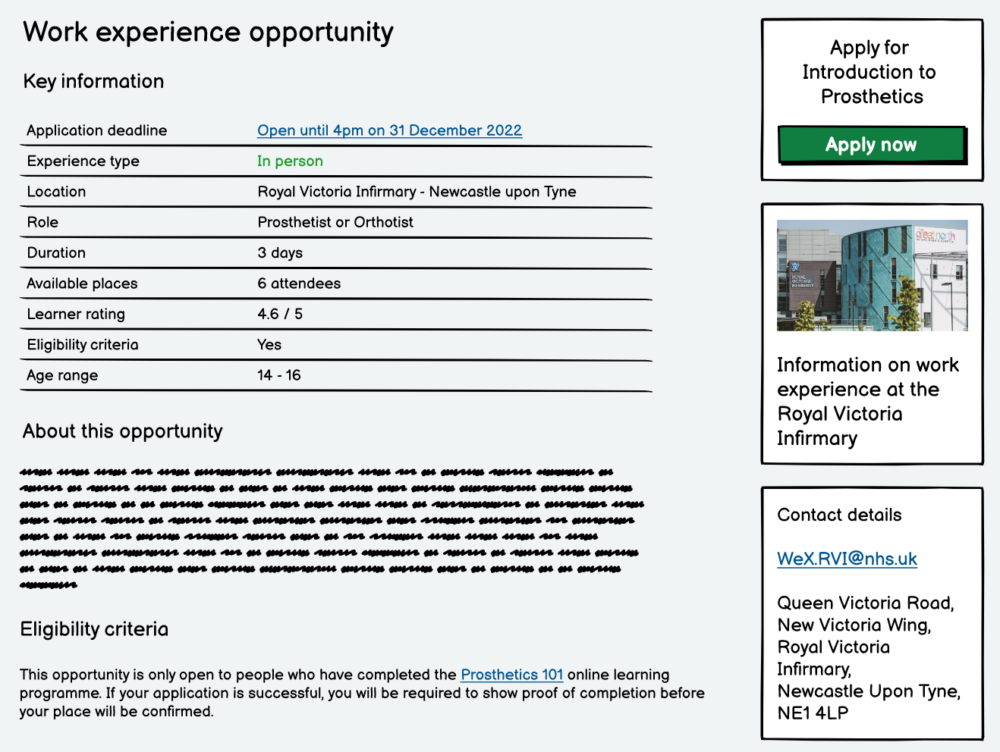 Work experience opportunity
Key information
Application deadline Open until 4pm on 31 December 2022
Experience type In person
Location Royal Victoria Infirmary - Newcastle upon Tyne
Role Prosthetist or Orthotist
Duration 3 days
Available places 6 attendees
Learner rating 4.6 / 5
Eligibility criteria Yes
Age range 14 - 16
About this opportunity
Eligibility criteria
This opportunity is only open to people who have completed the Prosthetics 101 online learning
programme. If your application is successful, you will be required to show proof of completion before
your place will be confirmed.
Apply for
Introduction to
Prosthetics
Apply now
great north
ROYAL
VICTORIA
INFIRMARY
Information on work
experience at the
Royal Victoria
Infirmary
Contact details
WeX.RVI@nhs.uk
Queen Victoria Road,
New Victoria Wing,
Royal Victoria
Infirmary,
Newcastle Upon Tyne,
NE1 4LP